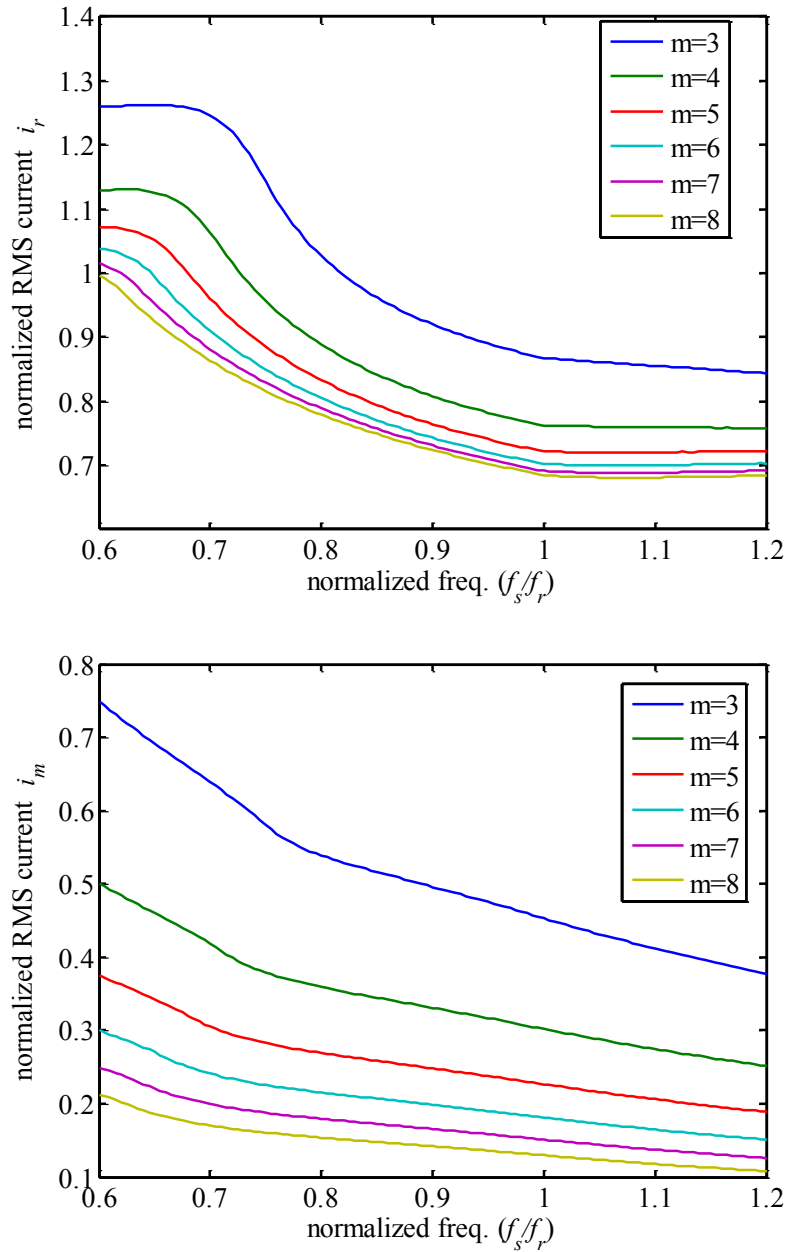 1.4
1.3
1.2
1.1
1
0.9
0.8
0.7
0.6 0.7 0.8 0.9 1 1.1 1.2
normalized RMS current i_r
normalized freq. (f_s/f_r)
m=3
m=4
m=5
m=6
m=7
m=8
0.8
0.7
0.6
0.5
0.4
0.3
0.2
0.1
0.6 0.7 0.8 0.9 1 1.1 1.2
normalized RMS current i_m
normalized freq. (f_s/f_r)
m=3
m=4
m=5
m=6
m=7
m=8